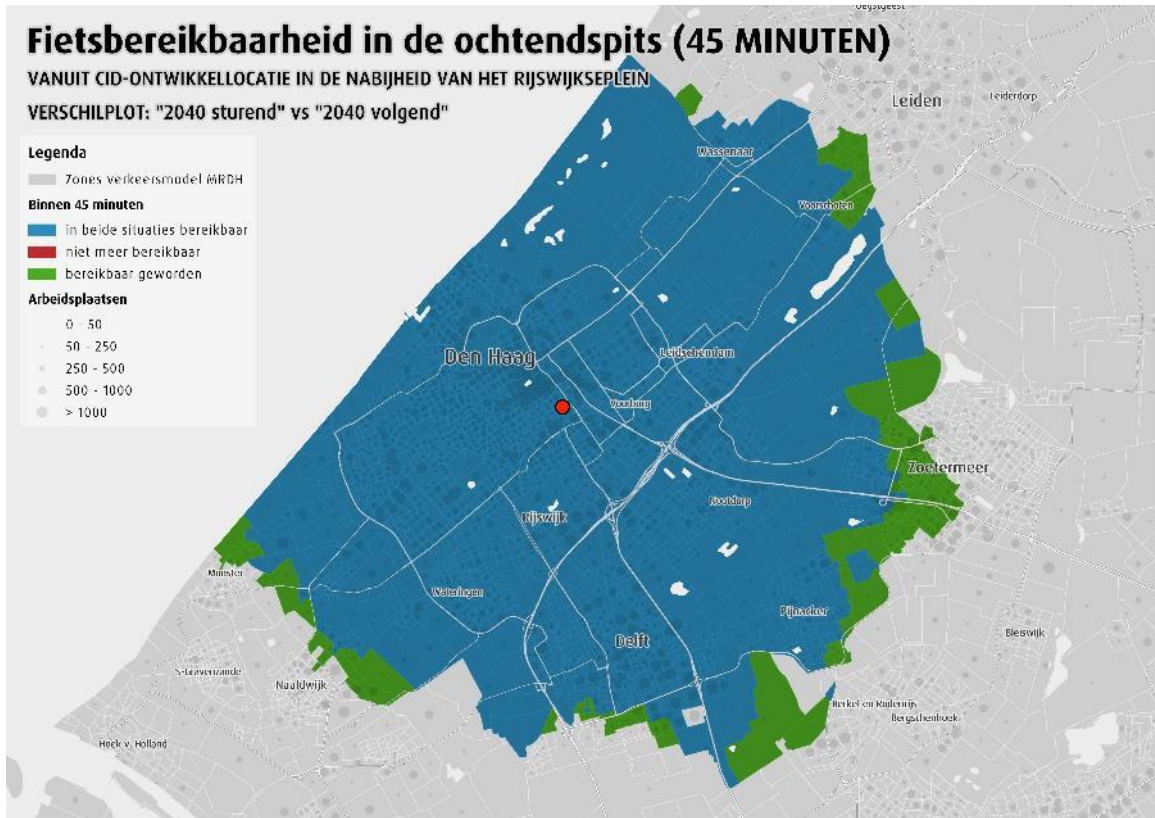 Fietsbereikbaarheid in de ochtendspits (45 MINUTEN)
VANUIT CID-ONTWIKKELLOCATIE IN DE NABIJHEID VAN HET RIJSWIJKSEPLEIN
VERSCHILPLOT: "2040 sturend" vs "2040 volgend"
Legenda
Zones verkeersmodel MRDH
Binnen 45 minuten
in beide situaties bereikbaar
niet meer bereikbaar
bereikbaar geworden
Arbeidsplaatsen
0 - 50
50 - 250
250 - 500
500 - 1000
> 1000
Oegstgeest
Leiden
Leiderdorp
Wassenaar
Voorschoten
Den Haag
Leidschendam
Voorburg
Zoetermeer
Nootdorp
Rijswijk
Monster
Wateringen
Pijnacker
Delft
Bleiswijk
's-Gravenzande
Naaldwijk
Berkel en Rodenrijs
Bergschenhoek
Hoek v. Holland